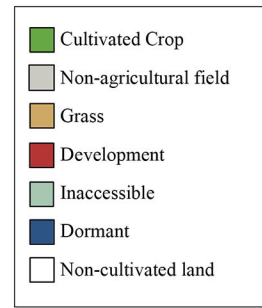 Cultivated Crop
Non-agricultural field
Grass
Development
Inaccessible
Dormant
Non-cultivated land